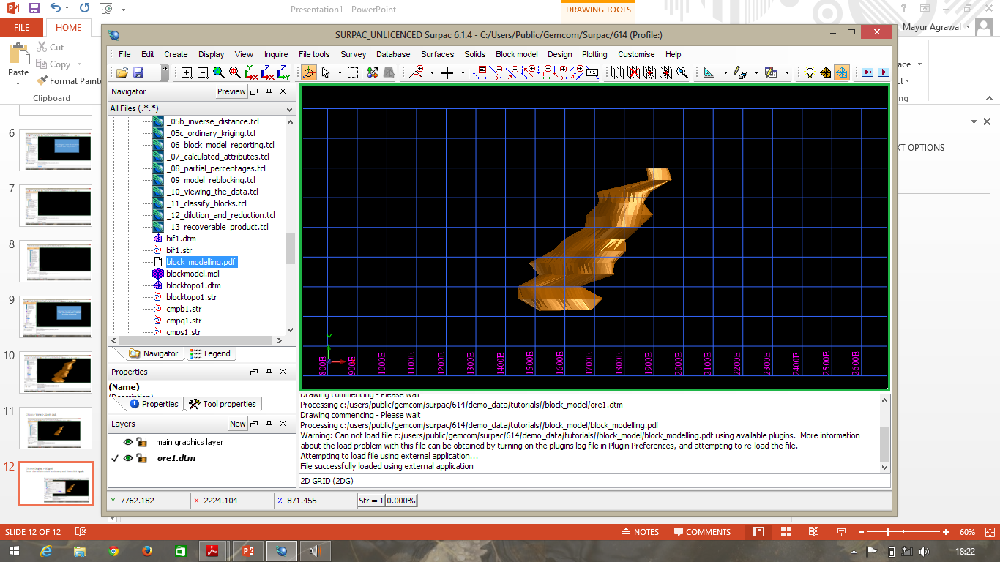 Presentation1 - PowerPoint
DRAWING TOOLS
FILE
HOME
Mayur Agrawal
Cut
Copy
Format Painte
Paste
Clipboard
SURPAC_UNLICENCED Surpac 6.1.4 - C:/Users/Public/Gemcom/Surpac/614 (Profile:)
File Edit Create Display View Inquire File tools Survey Database Surfaces Solids Block model Design Plotting Customise Help
Navigator
Preview
All Files (.*.*)
_05b_inverse_distance.tcl
_05c_ordinary_kriging.tcl
_06_block_model_reporting.tcl
_07_calculated_attributes.tcl
_08_partial_percentages.tcl
_09_model_reblocking.tcl
_10_viewing_the_data.tcl
_11_classify_blocks.tcl
_12_dilution_and_reduction.tcl
_13_recoverable_product.tcl
bif1.dtm
bif1.str
block_modelling.pdf
blockmodel.mdl
blocktopo1.dtm
blocktopo1.str
cmpb1.str
cmpq1.str
cmps1.str
Navigator
Legend
Properties
(Name)
Properties
Tool properties
Layers
New
main graphics layer
ore1.dtm
Y
800E 900E 1000E 1100E 1200E 1300E 1400E 1500E 1600E 1700E 1800E 1900E 2000E 2100E 2200E 2300E 2400E 2500E 2600E
Drawing commencing - Please wait
Processing c:/users/public/gemcom/surpac/614/demo_data/tutorials//block_model/ore1.dtm
Drawing commencing - Please wait
Processing c:/users/public/gemcom/surpac/614/demo_data/tutorials//block_model/block_modelling.pdf
Warning: Can not load file c:/users/public/gemcom/surpac/614/demo_data/tutorials//block_model/block_modelling.pdf using available plugins. More information
about the load problem with this file can be obtained by turning on the plugins log file in Plugin Preferences, and attempting to re-load the file.
Attempting to load file using external application...
File successfully loaded using external application
2D GRID (2DG)
Y 7762.182
X 2224.104
Z 871.455
Str = 1
0.000%
6
7
8
9
10
11
12
XT OPTIONS
SLIDE 12 OF 12
NOTES
COMMENTS
60%
18:22